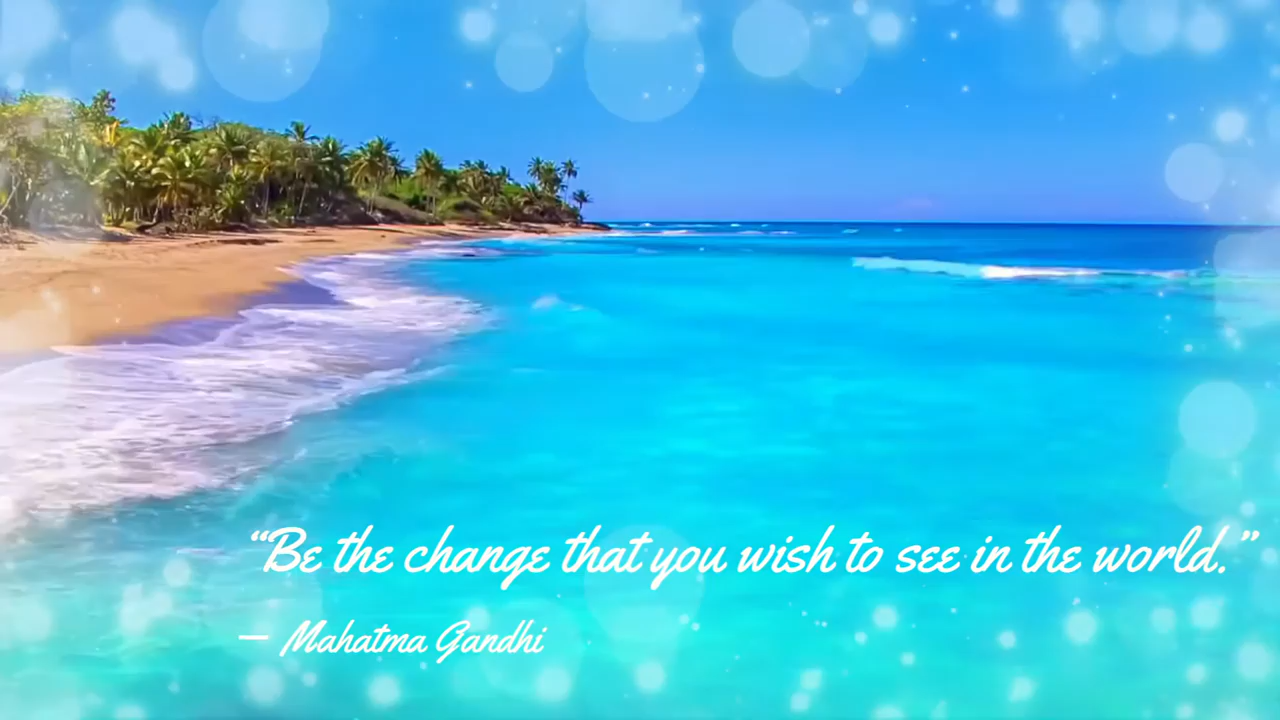 “Be the change that you wish to see in the world.”
— Mahatma Gandhi